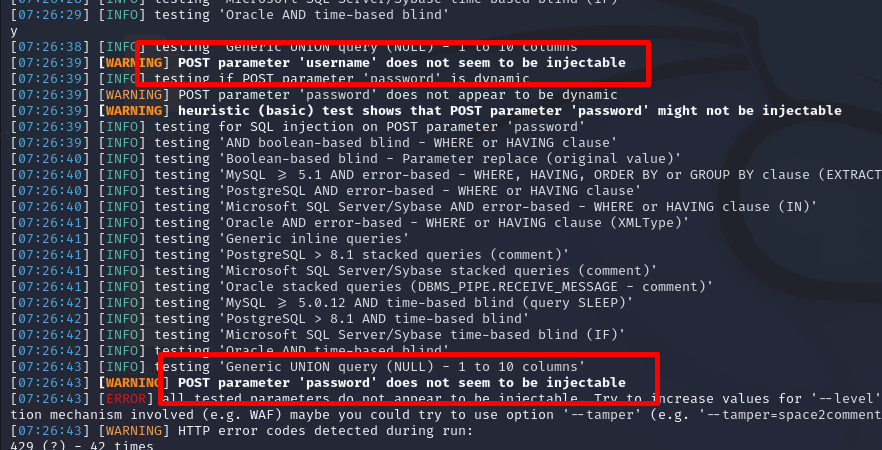 [07:26:28] [INFO] testing 'Microsoft SQL Server/Sybase time-based blind (IF)'
[07:26:29] [INFO] testing 'Oracle AND time-based blind'
y
[07:26:38] [INFO] testing 'Generic UNION query (NULL) - 1 to 10 columns'
[07:26:39] [WARNING] POST parameter 'username' does not seem to be injectable
[07:26:39] [INFO] testing if POST parameter 'password' is dynamic
[07:26:39] [WARNING] POST parameter 'password' does not appear to be dynamic
[07:26:39] [WARNING] heuristic (basic) test shows that POST parameter 'password' might not be injectable
[07:26:39] [INFO] testing for SQL injection on POST parameter 'password'
[07:26:39] [INFO] testing 'AND boolean-based blind - WHERE or HAVING clause'
[07:26:40] [INFO] testing 'Boolean-based blind - Parameter replace (original value)'
[07:26:40] [INFO] testing 'MySQL ≥ 5.1 AND error-based - WHERE, HAVING, ORDER BY or GROUP BY clause (EXTRACT
[07:26:40] [INFO] testing 'PostgreSQL AND error-based - WHERE or HAVING clause'
[07:26:40] [INFO] testing 'Microsoft SQL Server/Sybase AND error-based - WHERE or HAVING clause (IN)'
[07:26:41] [INFO] testing 'Oracle AND error-based - WHERE or HAVING clause (XMLType)'
[07:26:41] [INFO] testing 'Generic inline queries'
[07:26:41] [INFO] testing 'PostgreSQL > 8.1 stacked queries (comment)'
[07:26:41] [INFO] testing 'Microsoft SQL Server/Sybase stacked queries (comment)'
[07:26:41] [INFO] testing 'Oracle stacked queries (DBMS_PIPE.RECEIVE_MESSAGE - comment)'
[07:26:42] [INFO] testing 'MySQL ≥ 5.0.12 AND time-based blind (query SLEEP)'
[07:26:42] [INFO] testing 'PostgreSQL > 8.1 AND time-based blind'
[07:26:42] [INFO] testing 'Microsoft SQL Server/Sybase time-based blind (IF)'
[07:26:42] [INFO] testing 'Oracle AND time-based blind'
[07:26:43] [INFO] testing 'Generic UNION query (NULL) - 1 to 10 columns'
[07:26:43] [WARNING] POST parameter 'password' does not seem to be injectable
[07:26:43] [ERROR] all tested parameters do not appear to be injectable. Try to increase values for '--level'
tion mechanism involved (e.g. WAF) maybe you could try to use option '--tamper' (e.g. '--tamper=space2comment
[07:26:43] [WARNING] HTTP error codes detected during run:
429 (?) - 42 times